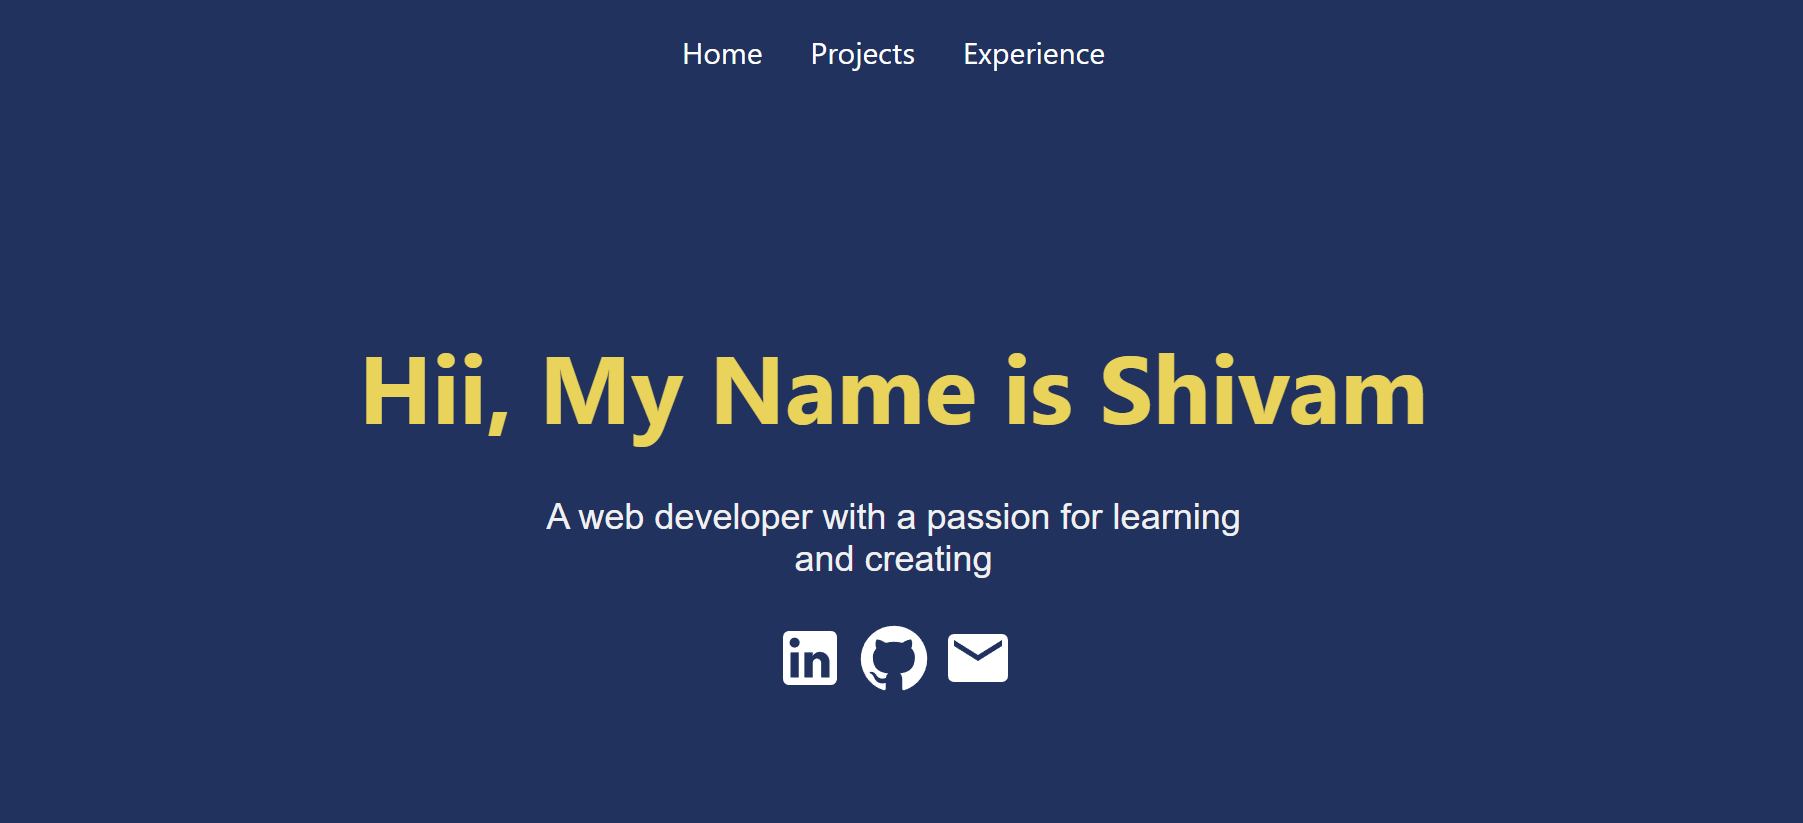 Home Projects Experience
Hii, My Name is Shivam
A web developer with a passion for learning
and creating
in